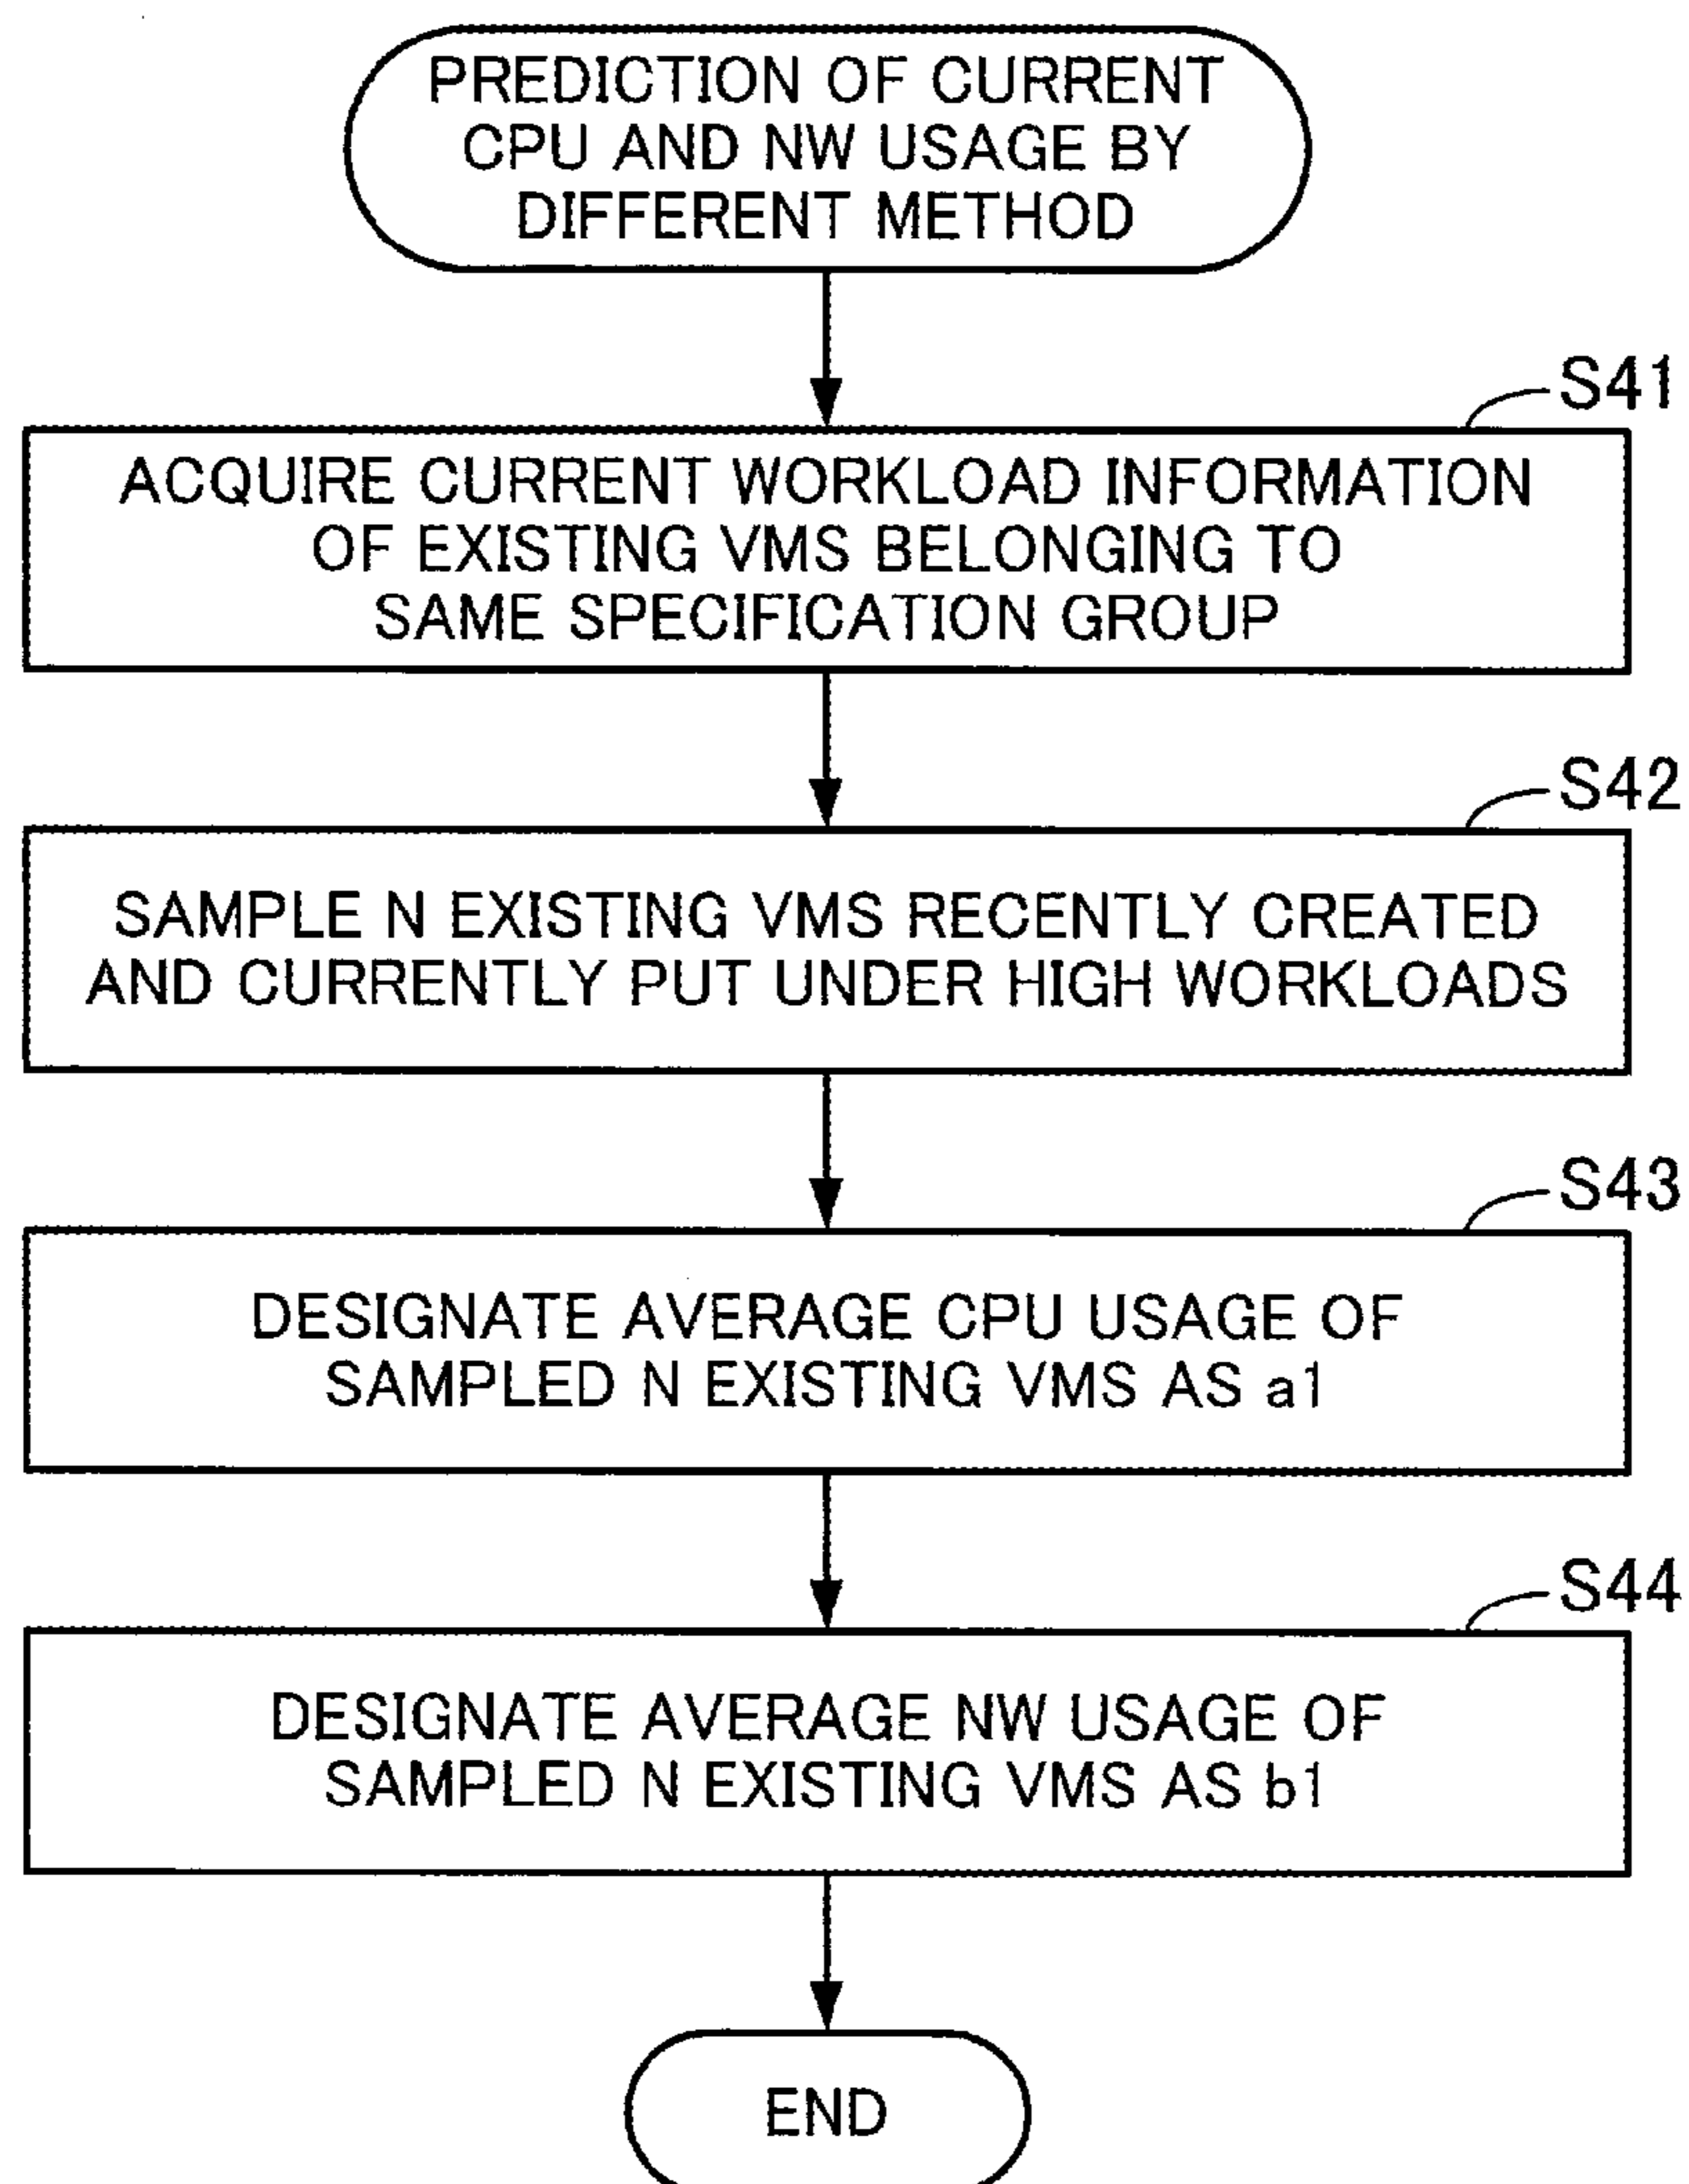 PREDICTION OF CURRENT
CPU AND NW USAGE BY
DIFFERENT METHOD
S41
ACQUIRE CURRENT WORKLOAD INFORMATION
OF EXISTING VMS BELONGING TO
SAME SPECIFICATION GROUP
S42
SAMPLE N EXISTING VMS RECENTLY CREATED
AND CURRENTLY PUT UNDER HIGH WORKLOADS
S43
DESIGNATE AVERAGE CPU USAGE OF
SAMPLED N EXISTING VMS AS a1
S44
DESIGNATE AVERAGE NW USAGE OF
SAMPLED N EXISTING VMS AS b1
END